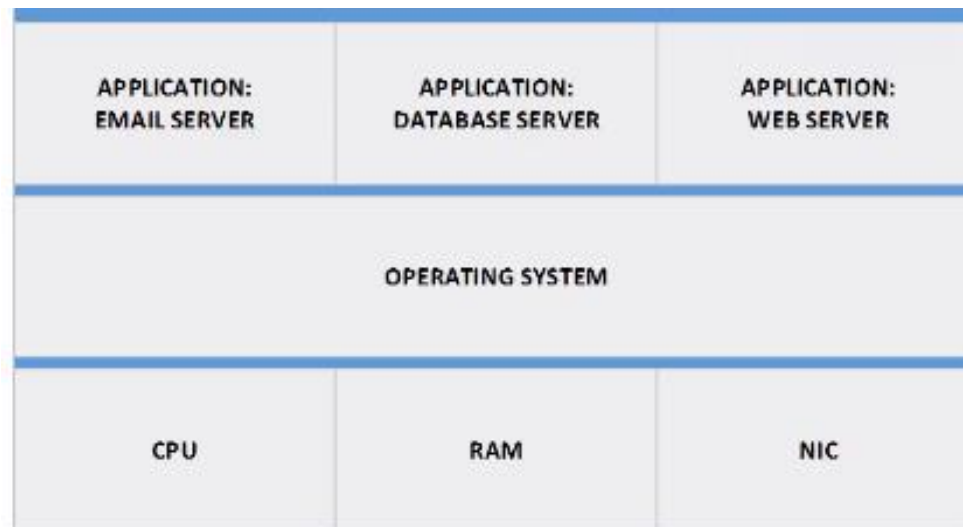 APPLICATION:
EMAIL SERVER
APPLICATION:
DATABASE SERVER
APPLICATION:
WEB SERVER
OPERATING SYSTEM
CPU
RAM
NIC